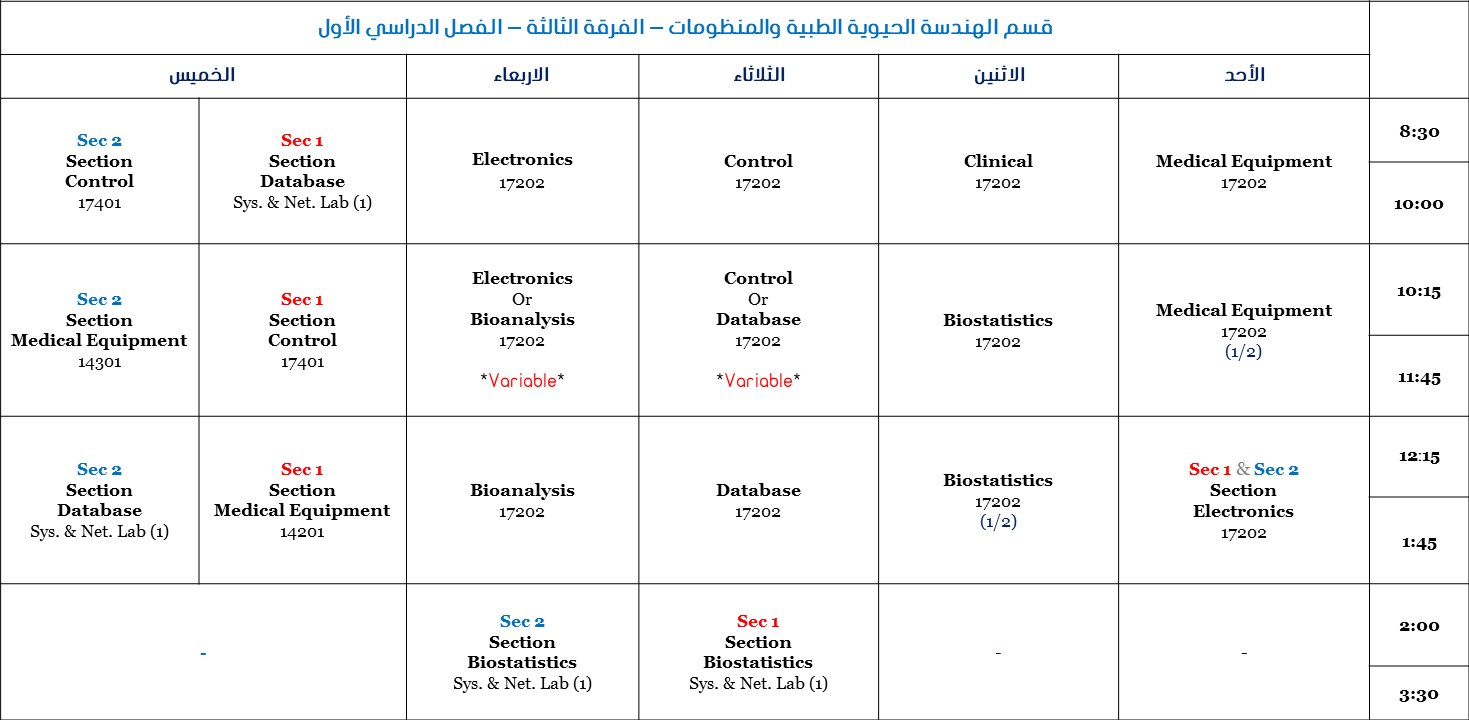 قسم الهندسة الحيوية الطبية والمنظومات – الفرقة الثالثة – الفصل الدراسي الأول
الأحد
الاثنين
الثلاثاء
الاربعاء
الخميس
8:30
10:00
Medical Equipment
17202
Clinical
17202
Control
17202
Electronics
17202
Sec 1
Section
Database
Sys. & Net. Lab (1)
Sec 2
Section
Control
17401
10:15
11:45
Medical Equipment
17202
(1/2)
Biostatistics
17202
Control
Or
Database
17202
*Variable*
Electronics
Or
Bioanalysis
17202
*Variable*
Sec 1
Section
Control
17401
Sec 2
Section
Medical Equipment
14301
12:15
1:45
Sec 1 & Sec 2
Section
Electronics
17202
Biostatistics
17202
(1/2)
Database
17202
Bioanalysis
17202
Sec 1
Section
Medical Equipment
14201
Sec 2
Section
Database
Sys. & Net. Lab (1)
2:00
3:30
-
-
Sec 1
Section
Biostatistics
Sys. & Net. Lab (1)
Sec 2
Section
Biostatistics
Sys. & Net. Lab (1)
-